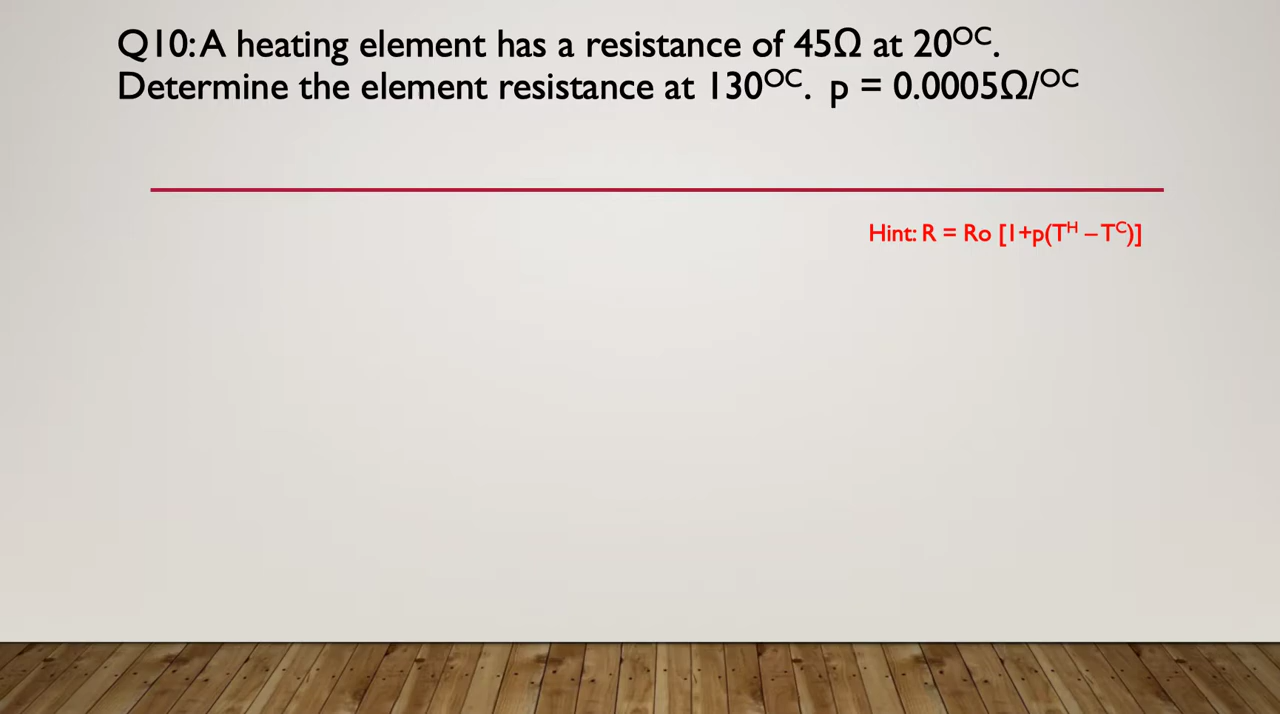 Q10: A heating element has a resistance of 45Ω at 20ᴼᶜ.
Determine the element resistance at 130ᴼᶜ. p = 0.0005Ω/ᴼᶜ
Hint: R = Ro [1+p(Tᴴ – Tᶜ)]